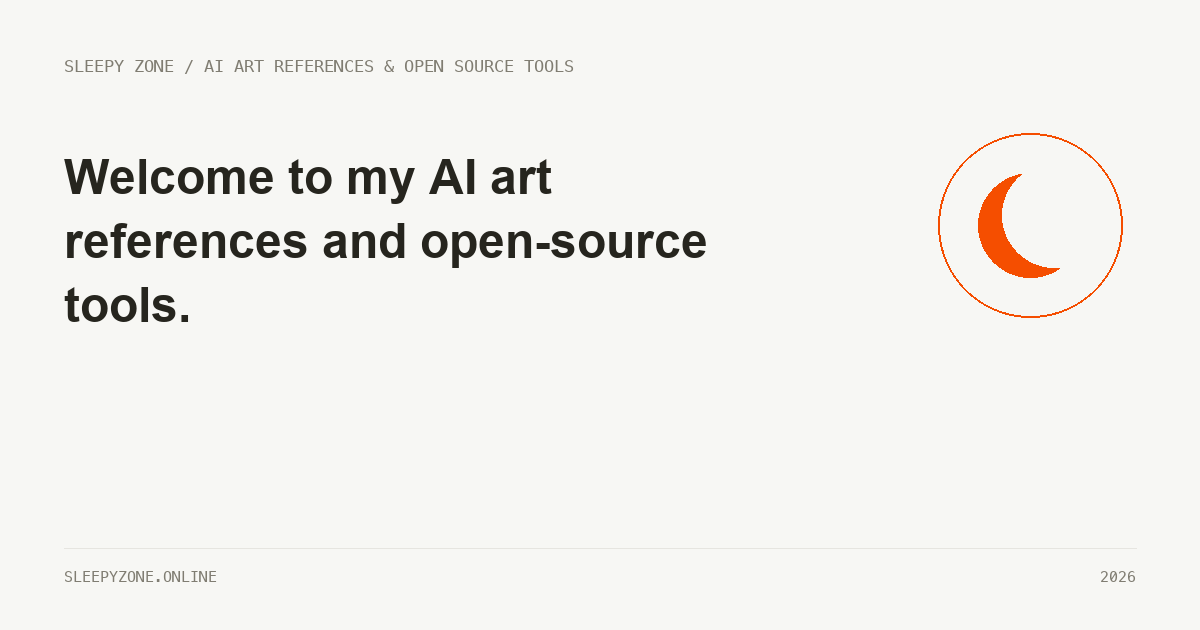 SLEEPY ZONE / AI ART REFERENCES & OPEN SOURCE TOOLS
Welcome to my AI art
references and open-source
tools.
SLEEPYZONE.ONLINE
2026